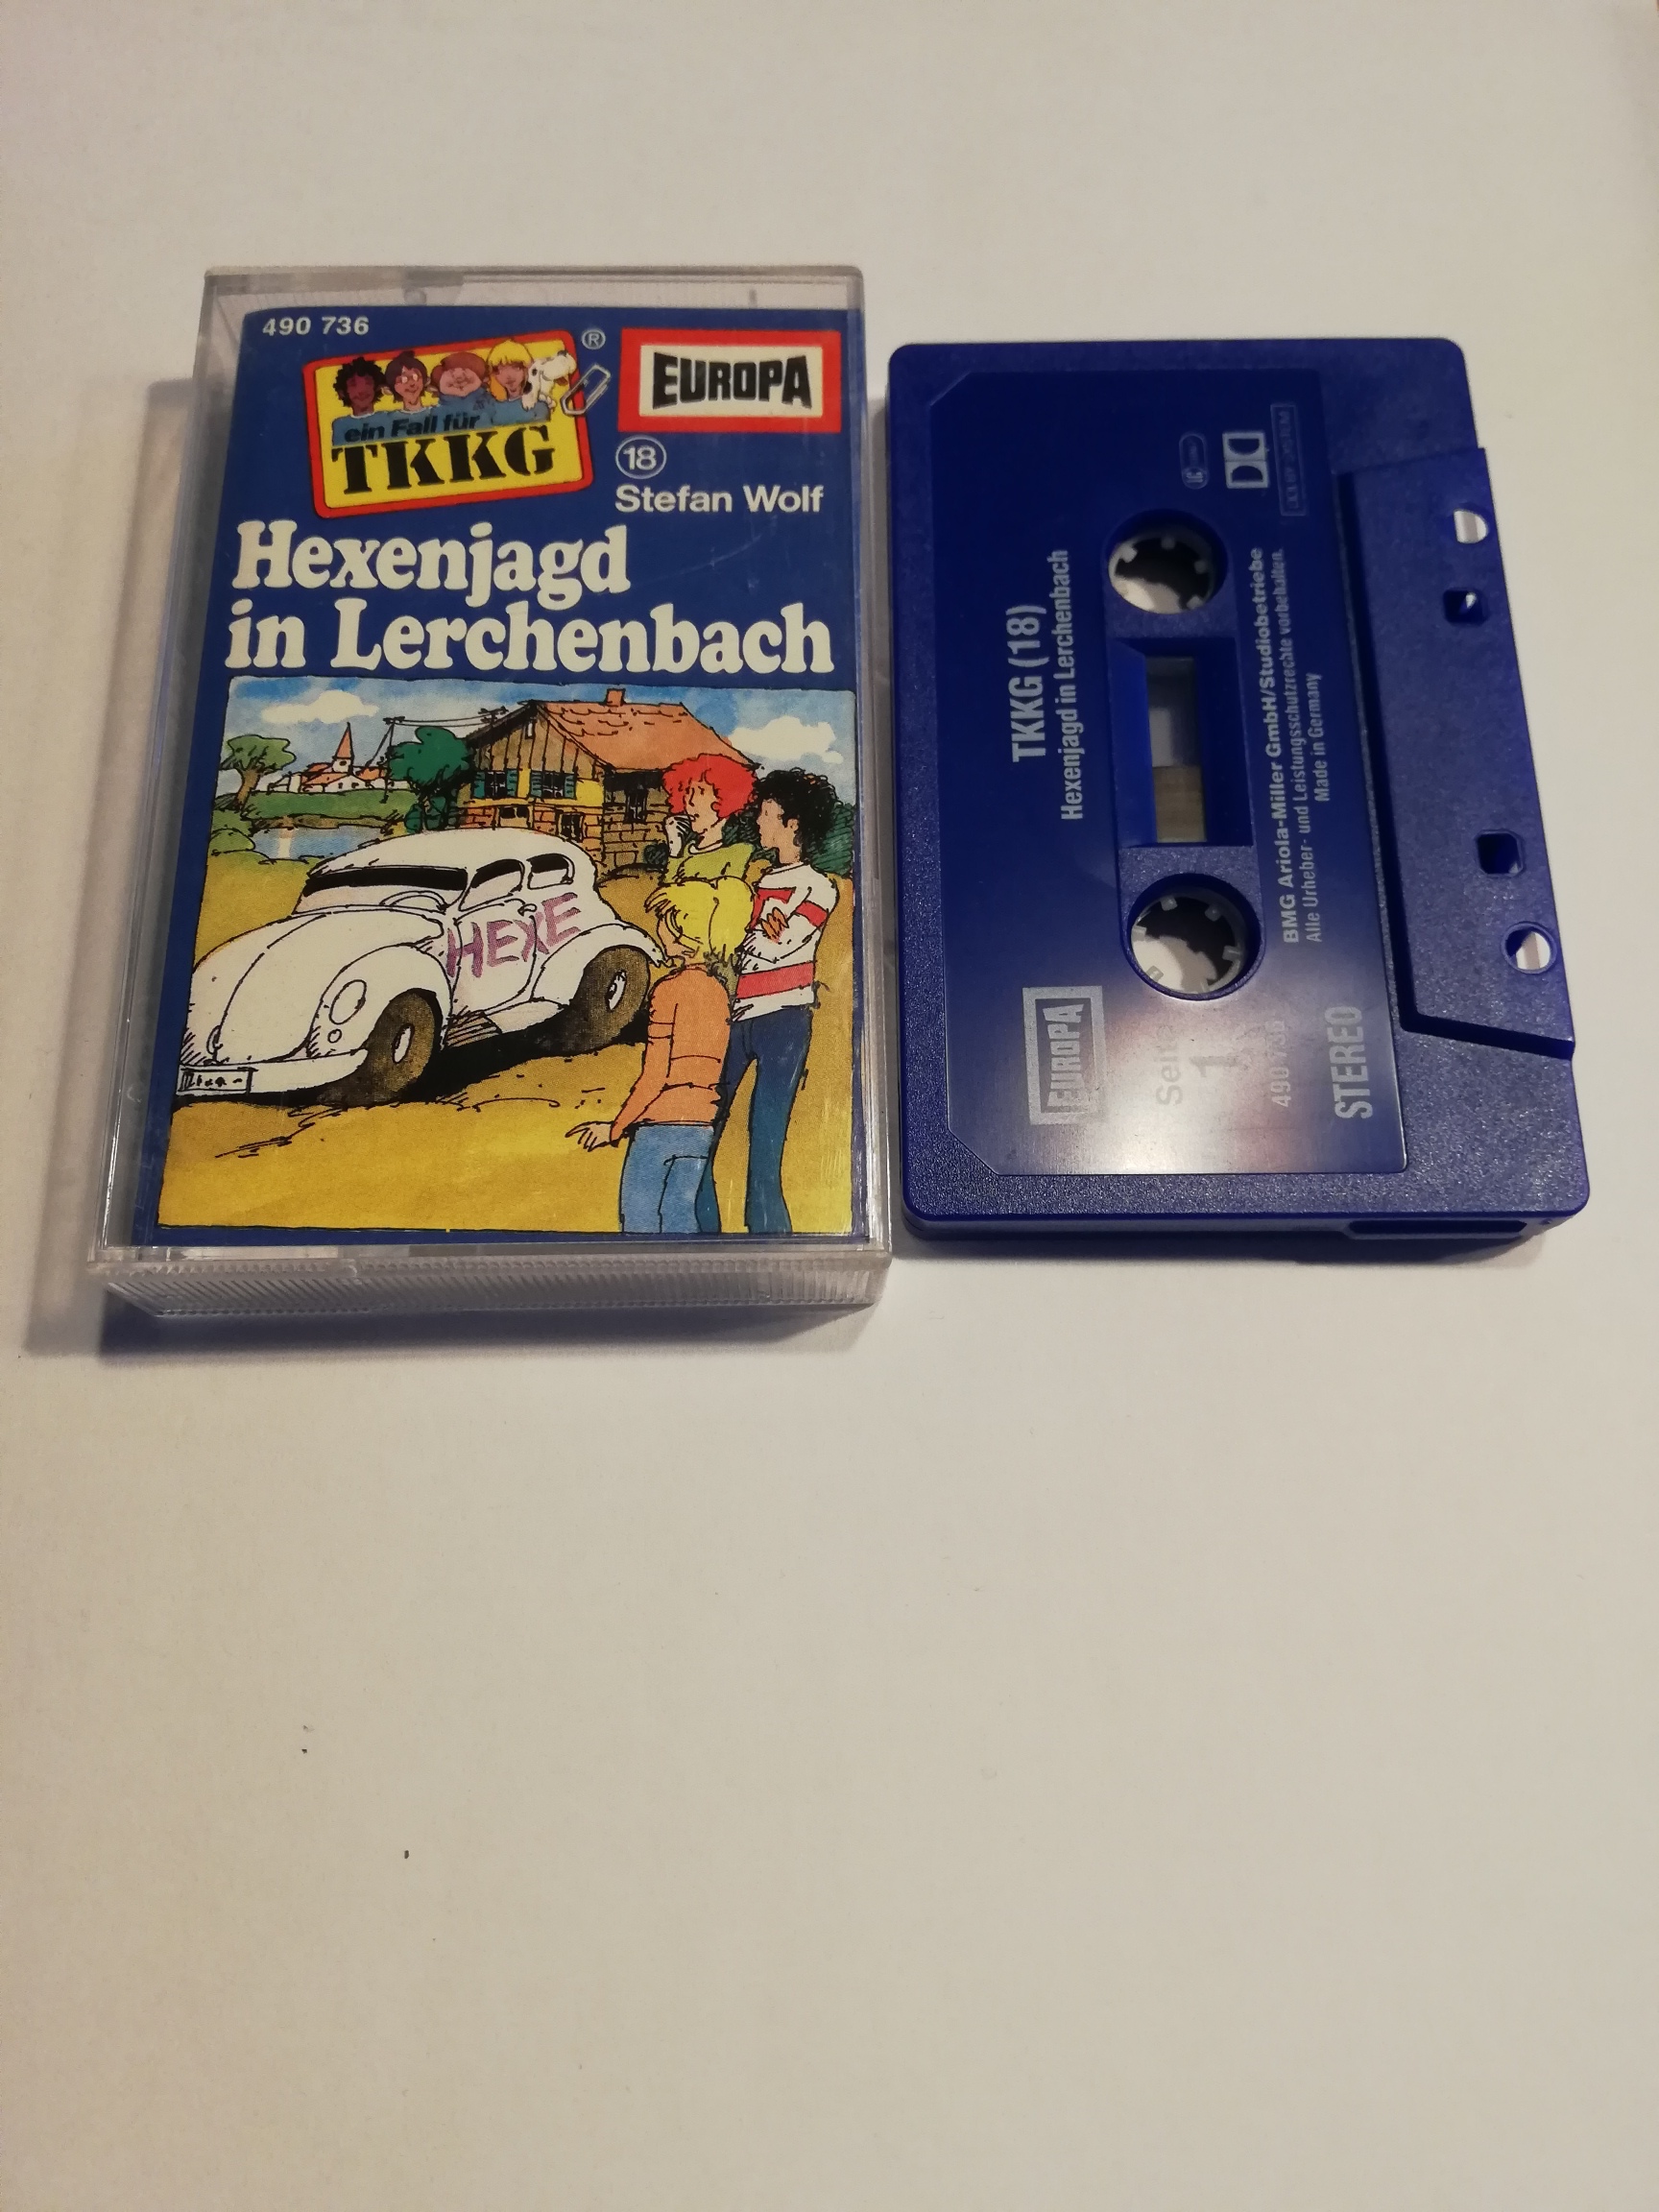 490 736
ein Fall für
TKKG
®
EUROPA
18
Stefan Wolf
Hexenjagd
in Lerchenbach
HEXE
TKKG (18)
Hexenjagd in Lerchenbach
EUROPA
Seite
1
490 736
STEREO
BMG Ariola-Miller GmbH/Studiobetriebe
Alle Urheber- und Leistungsschutzrechte vorbehalten.
Made in Germany